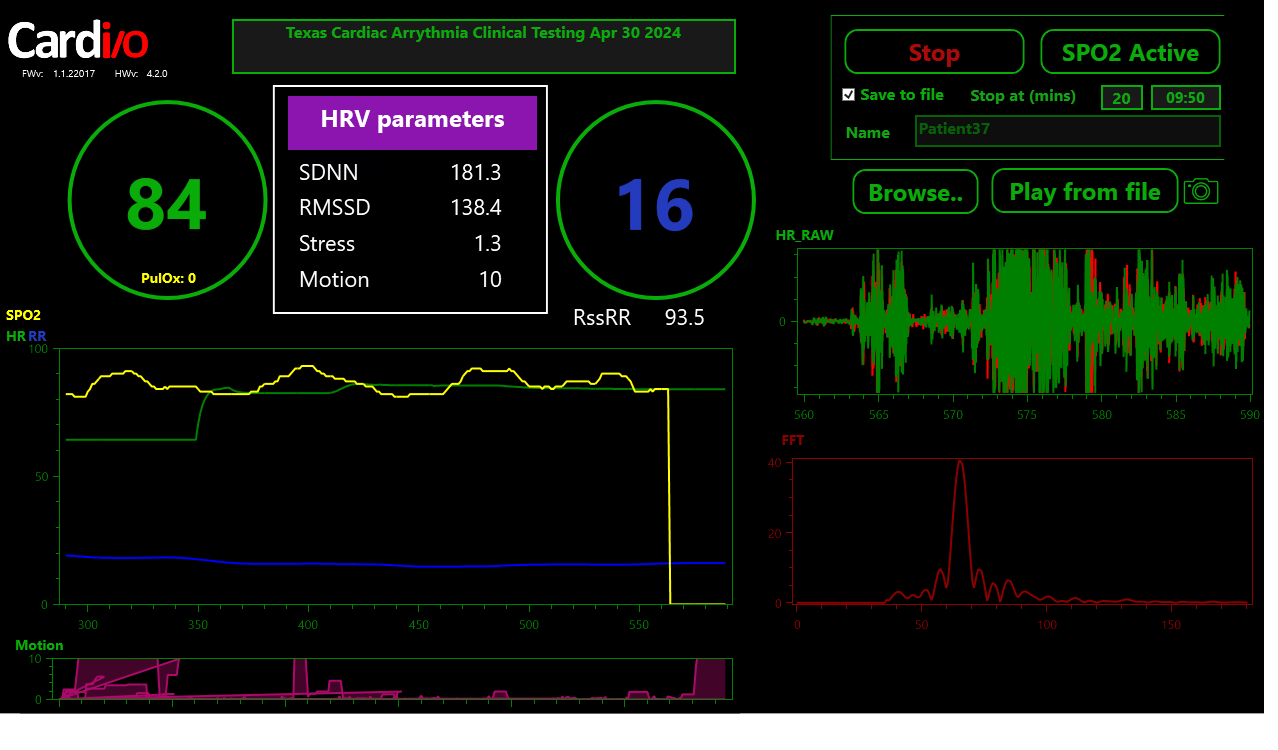 Cardi/o
FWv: 1.1.22017 HWv: 4.2.0
Texas Cardiac Arrythmia Clinical Testing Apr 30 2024
Stop
SPO2 Active
Save to file
Stop at (mins)
20
09:50
Name
Patient37
Browse..
Play from file
84
PulOx: 0
HRV parameters
SDNN 181.3
RMSSD 138.4
Stress 1.3
Motion 10
16
RssRR 93.5
SPO2
HR RR
100
50
0
300 350 400 450 500 550
Motion
10
0
HR_RAW
0
560 565 570 575 580 585 590
FFT
40
20
0
0 50 100 150